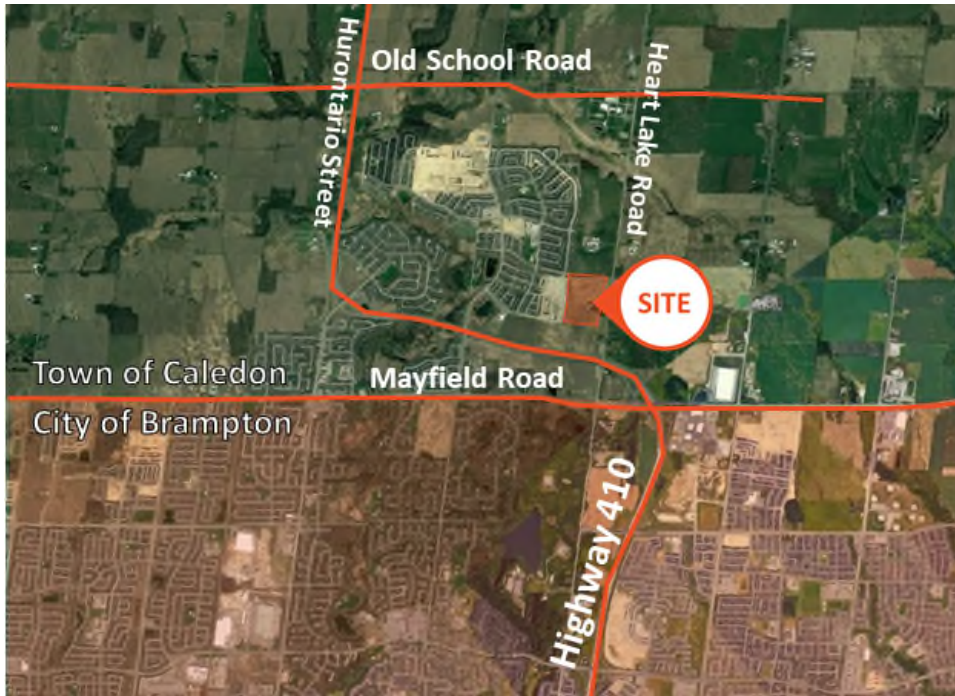 Old School Road
Hurontario Street
Heart Lake Road
SITE
Town of Caledon
Mayfield Road
City of Brampton
Highway 410